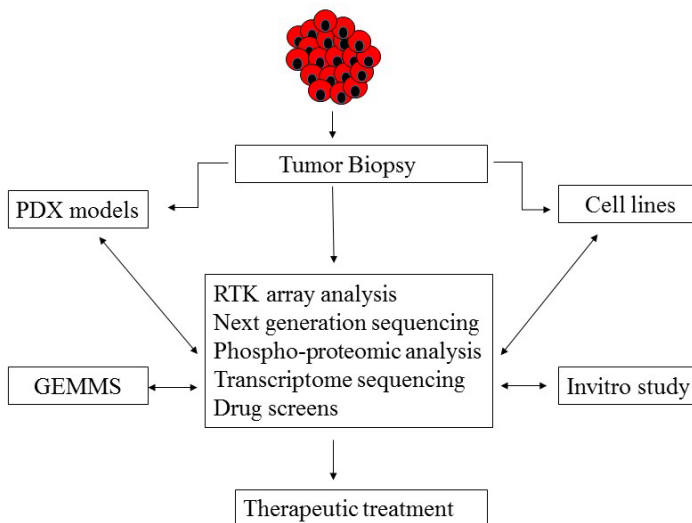 Tumor Biopsy
PDX models
Cell lines
RTK array analysis
Next generation sequencing
Phospho-proteomic analysis
Transcriptome sequencing
Drug screens
GEMMS
Invitro study
Therapeutic treatment